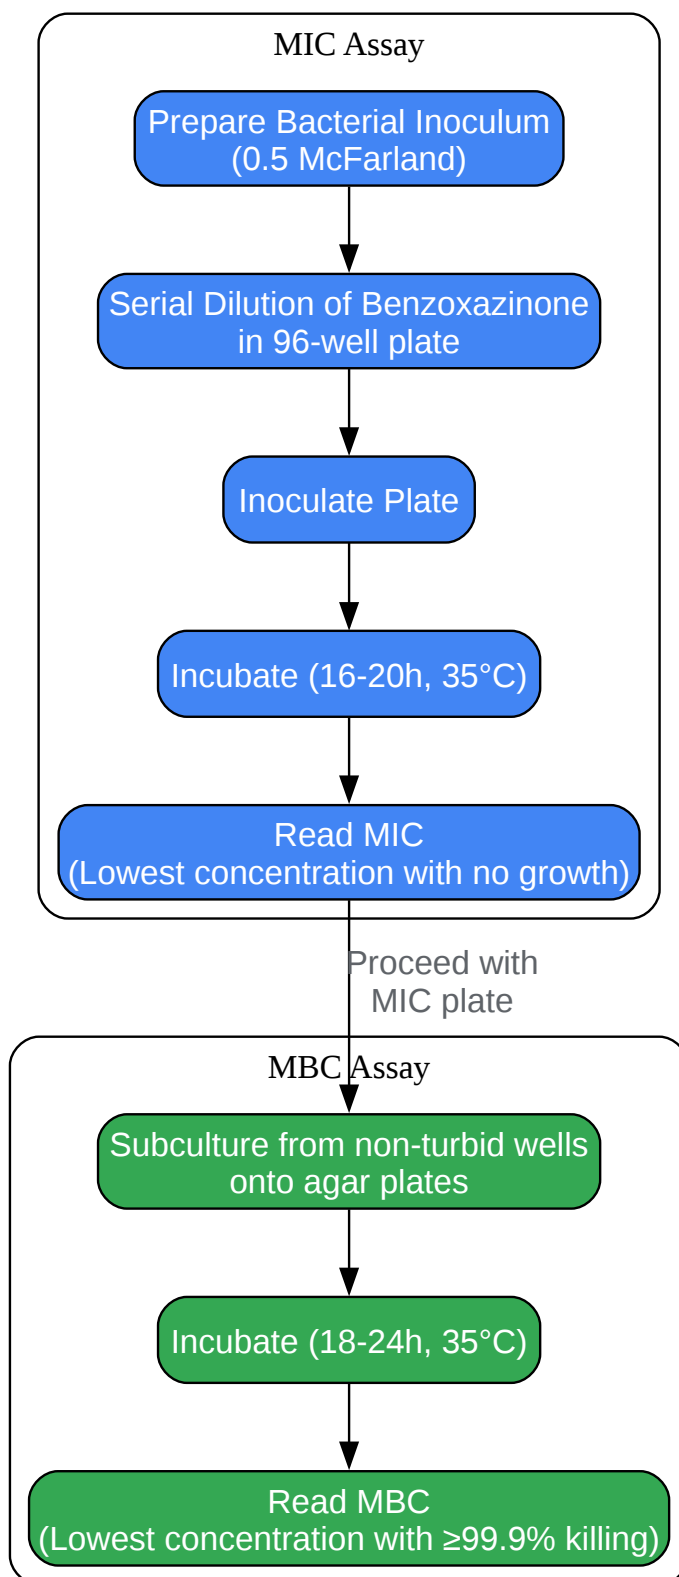 MIC Assay
Prepare Bacterial Inoculum
(0.5 McFarland)
Serial Dilution of Benzoxazinone
in 96-well plate
Inoculate Plate
Incubate (16-20h, 35°C)
Read MIC
(Lowest concentration with no growth)
Proceed with
MIC plate
MBC Assay
Subculture from non-turbid wells
onto agar plates
Incubate (18-24h, 35°C)
Read MBC
(Lowest concentration with ≥99.9% killing)